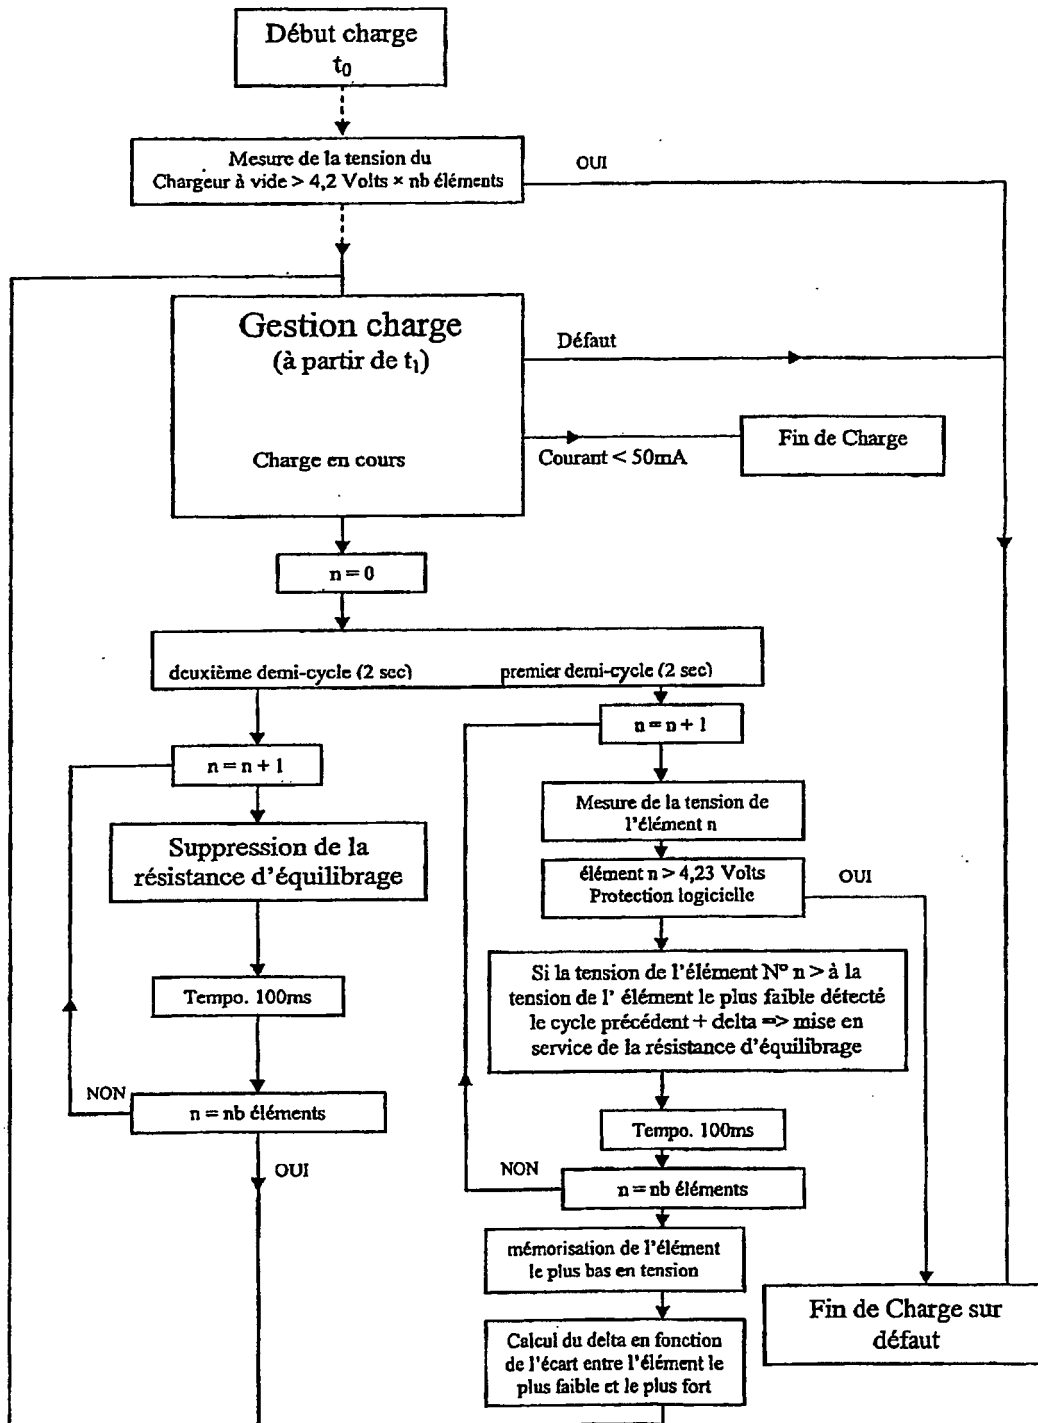 Début charge
t0
Mesure de la tension du
Chargeur à vide > 4,2 Volts × nb éléments
OUI
Gestion charge
(à partir de t1)
Défaut
Charge en cours
Courant < 50mA
Fin de Charge
n = 0
deuxième demi-cycle (2 sec)
premier demi-cycle (2 sec)
n = n + 1
n = n + 1
Mesure de la tension de
l'élément n
Suppression de la
résistance d'équilibrage
élément n > 4,23 Volts
Protection logicielle
OUI
Si la tension de l'élément N° n > à la
tension de l' élément le plus faible détecté
le cycle précédent + delta => mise en
service de la résistance d'équilibrage
Tempo. 100ms
NON
n = nb éléments
OUI
Tempo. 100ms
NON
n = nb éléments
mémorisation de l'élément
le plus bas en tension
Fin de Charge sur
défaut
Calcul du delta en fonction
de l'écart entre l'élément le
plus faible et le plus fort